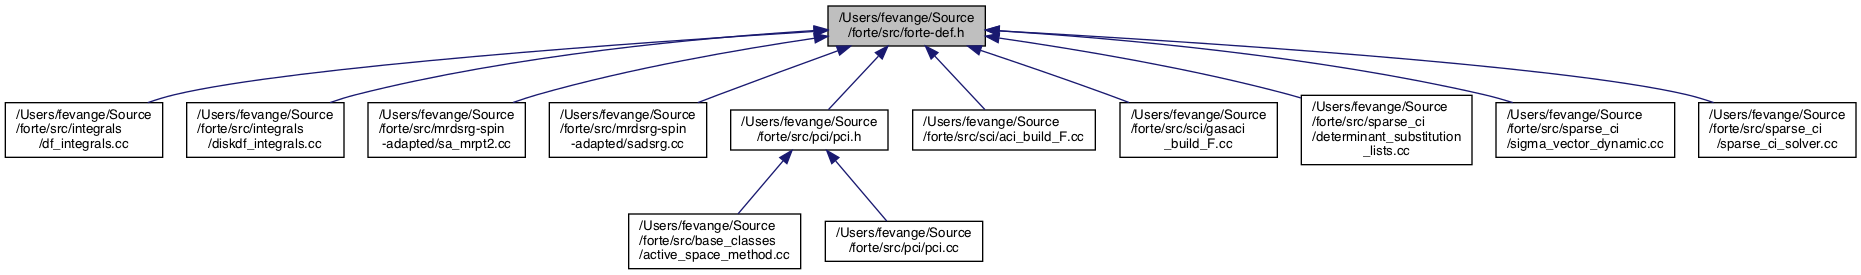 /Users/fevange/Source
/forte/src/forte-def.h
/Users/fevange/Source
/forte/src/integrals
/df_integrals.cc
/Users/fevange/Source
/forte/src/integrals
/diskdf_integrals.cc
/Users/fevange/Source
/forte/src/mrdsrg-spin
-adapted/sa_mrpt2.cc
/Users/fevange/Source
/forte/src/mrdsrg-spin
-adapted/sadsrg.cc
/Users/fevange/Source
/forte/src/pci/pci.h
/Users/fevange/Source
/forte/src/sci/aci_build_F.cc
/Users/fevange/Source
/forte/src/sci/gasaci
_build_F.cc
/Users/fevange/Source
/forte/src/sparse_ci
/determinant_substitution
_lists.cc
/Users/fevange/Source
/forte/src/sparse_ci
/sigma_vector_dynamic.cc
/Users/fevange/Source
/forte/src/sparse_ci
/sparse_ci_solver.cc
/Users/fevange/Source
/forte/src/base_classes
/active_space_method.cc
/Users/fevange/Source
/forte/src/pci/pci.cc